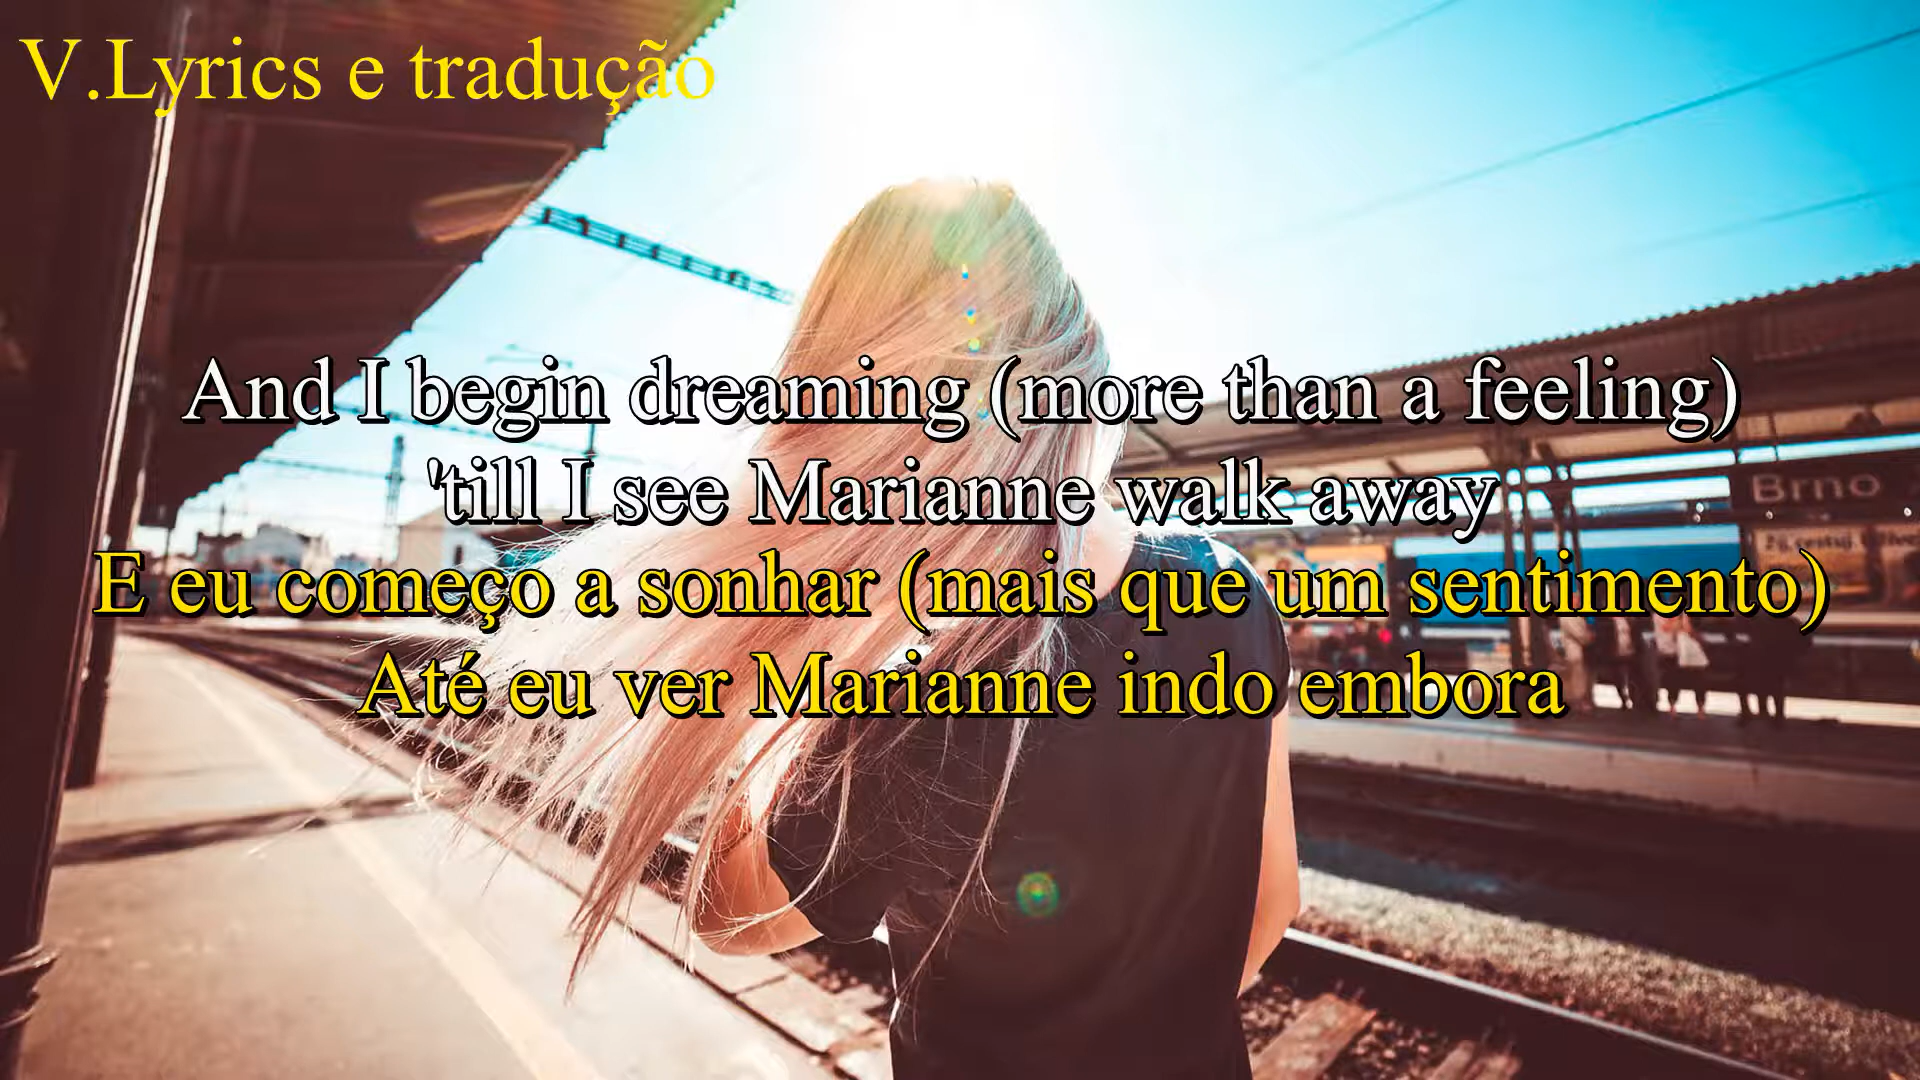 V.Lyrics e tradução
And I begin dreaming (more than a feeling)
'till I see Marianne walk away
Brno
E eu começo a sonhar (mais que um sentimento)
Até eu ver Marianne indo embora